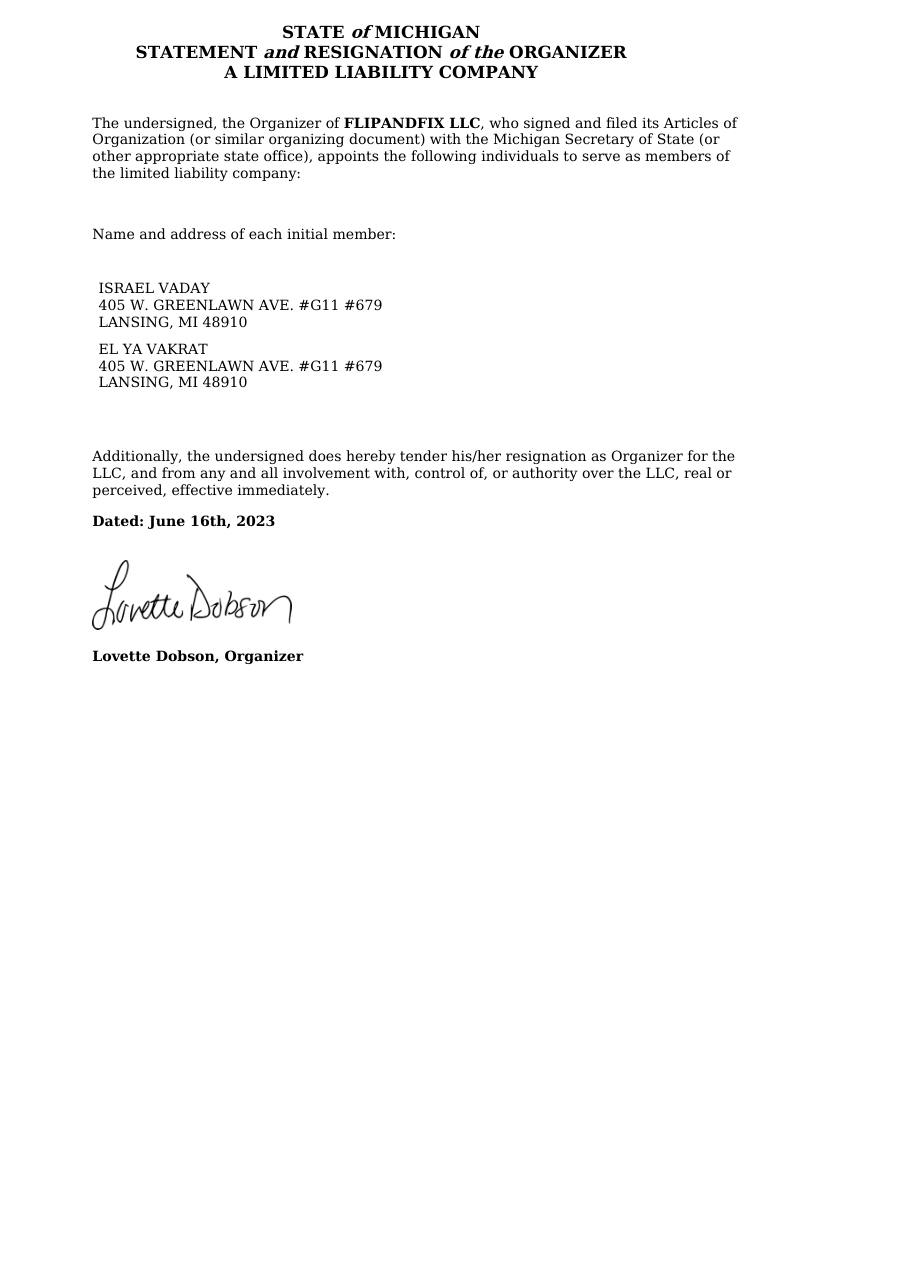 STATE of MICHIGAN
STATEMENT and RESIGNATION of the ORGANIZER
A LIMITED LIABILITY COMPANY
The undersigned, the Organizer of FLIPANDFIX LLC, who signed and filed its Articles of
Organization (or similar organizing document) with the Michigan Secretary of State (or
other appropriate state office), appoints the following individuals to serve as members of
the limited liability company:
Name and address of each initial member:
ISRAEL VADAY
405 W. GREENLAWN AVE. #G11 #679
LANSING, MI 48910
EL YA VAKRAT
405 W. GREENLAWN AVE. #G11 #679
LANSING, MI 48910
Additionally, the undersigned does hereby tender his/her resignation as Organizer for the
LLC, and from any and all involvement with, control of, or authority over the LLC, real or
perceived, effective immediately.
Dated: June 16th, 2023
Lovette Dobson
Lovette Dobson, Organizer